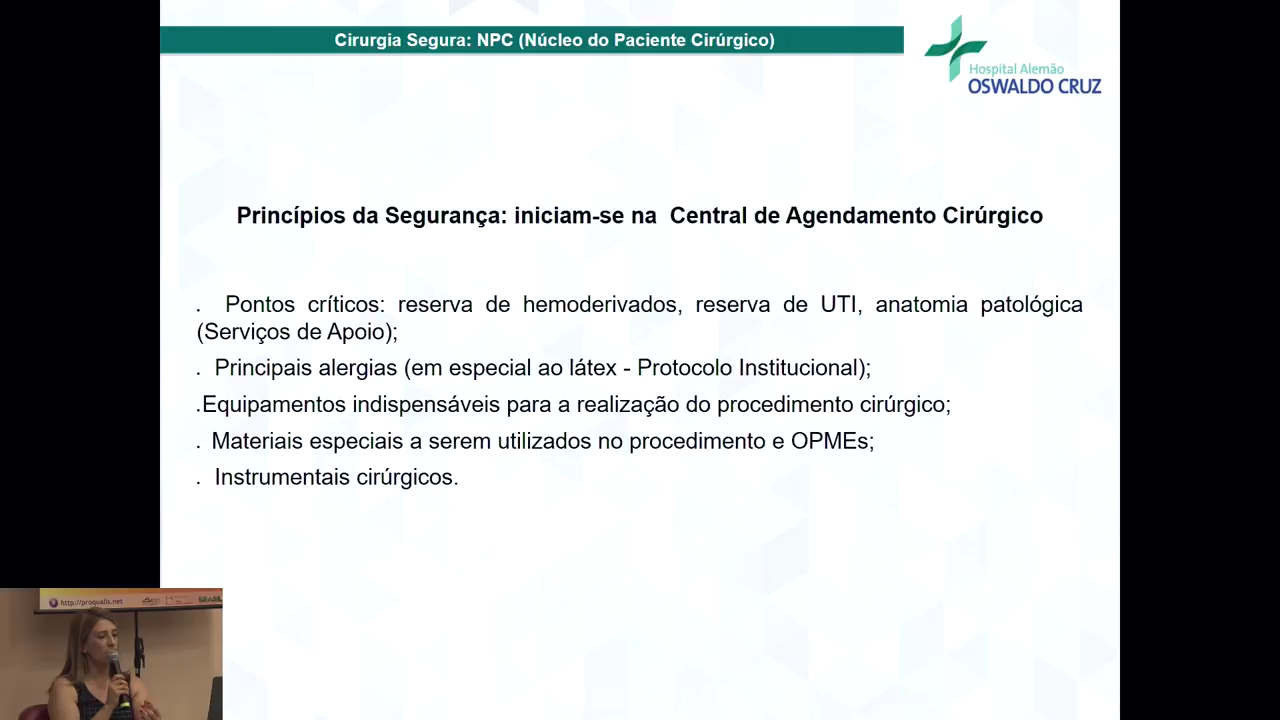 Cirurgia Segura: NPC (Núcleo do Paciente Cirúrgico)
Hospital Alemão
OSWALDO CRUZ
Princípios da Segurança: iniciam-se na Central de Agendamento Cirúrgico
. Pontos críticos: reserva de hemoderivados, reserva de UTI, anatomia patológica
(Serviços de Apoio);
. Principais alergias (em especial ao látex - Protocolo Institucional);
.Equipamentos indispensáveis para a realização do procedimento cirúrgico;
. Materiais especiais a serem utilizados no procedimento e OPMEs;
. Instrumentais cirúrgicos.
http://proqualis.net
BRASIL